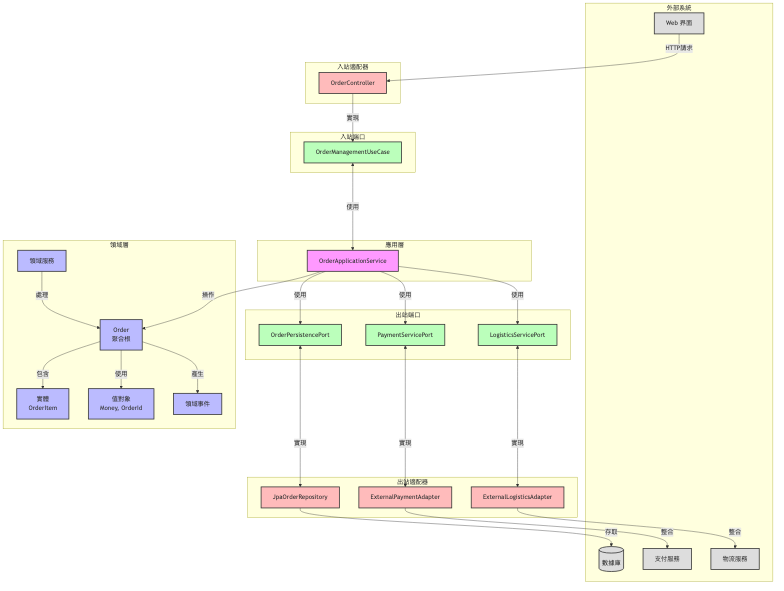 外部系統
Web 界面
HTTP請求
入站適配器
OrderController
實現
入站端口
OrderManagementUseCase
使用
應用層
OrderApplicationService
領域層
領域服務
處理
操作
使用
使用
使用
Order
聚合根
出站端口
OrderPersistencePort
PaymentServicePort
LogisticsServicePort
包含
使用
產生
實體
OrderItem
值對象
Money, OrderId
領域事件
實現
實現
實現
出站適配器
JpaOrderRepository
ExternalPaymentAdapter
ExternalLogisticsAdapter
存取
整合
整合
數據庫
支付服務
物流服務